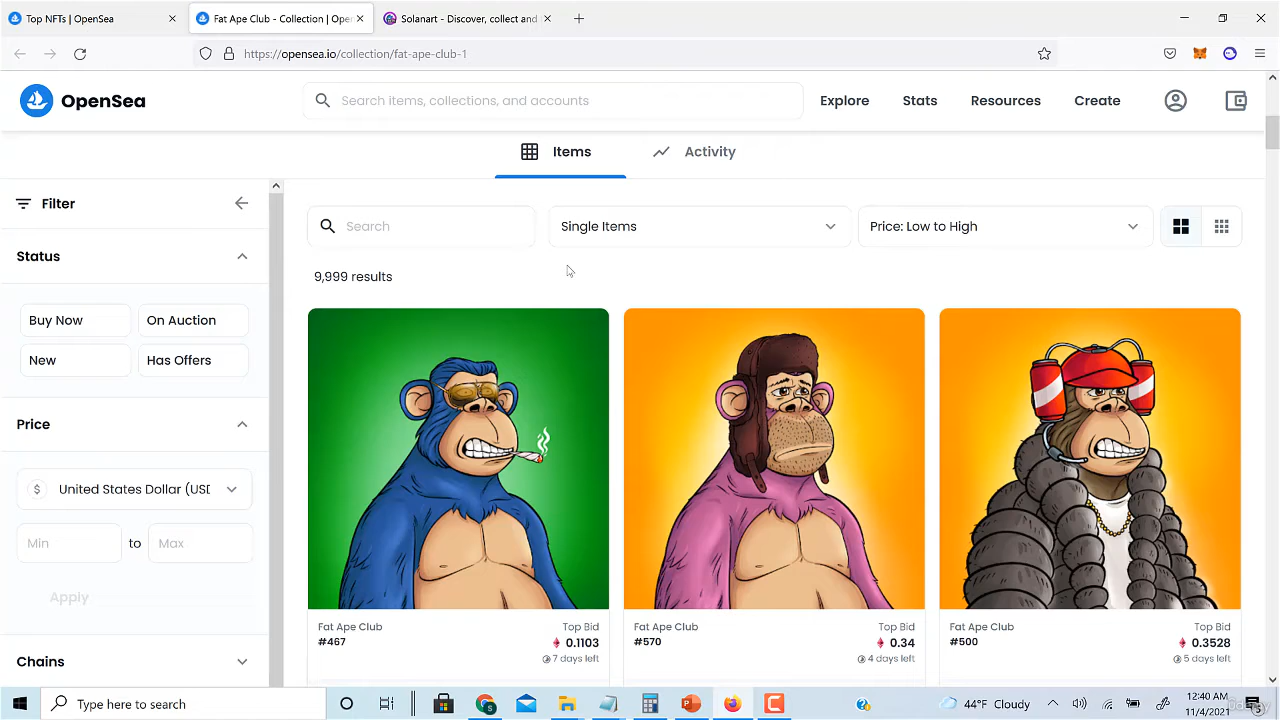 Top NFTs | OpenSea
Fat Ape Club - Collection | Open
Solanart - Discover, collect and
https://opensea.io/collection/fat-ape-club-1
OpenSea
Search items, collections, and accounts
Explore
Stats
Resources
Create
Items
Activity
Filter
Search
Single Items
Price: Low to High
Status
9,999 results
Buy Now
On Auction
New
Has Offers
Price
$ United States Dollar (USD
Min
to
Max
Apply
Fat Ape Club
Top Bid
#467
0.1103
7 days left
Fat Ape Club
Top Bid
#570
0.34
4 days left
Fat Ape Club
Top Bid
#500
0.3528
5 days left
Chains
Type here to search
44°F Cloudy
12:40 AM
11/4/2021